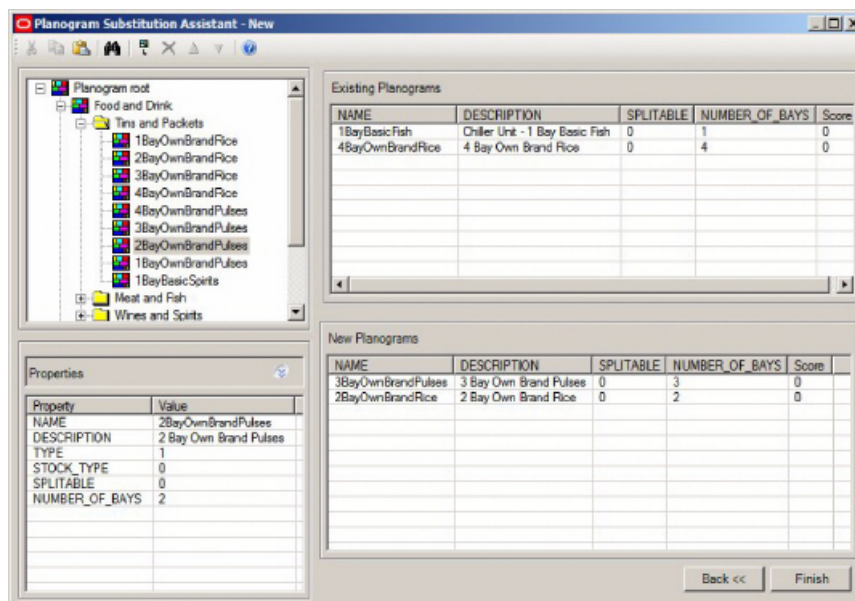 Planogram Substitution Assistant - New
Planogram root
Food and Drink
Tins and Packets
1BayOwnBrandRice
2BayOwnBrandRice
3BayOwnBrandRice
4BayOwnBrandRice
4BayOwnBrandPulses
3BayOwnBrandPulses
2BayOwnBrandPulses
1BayOwnBrandPulses
1BayBasicSpirits
Meat and Fish
Wines and Spirits
Properties
Property Value
NAME 2BayOwnBrandPulses
DESCRIPTION 2 Bay Own Brand Pulses
TYPE 1
STOCK_TYPE 0
SPLITABLE 0
NUMBER_OF_BAYS 2
Existing Planograms
NAME DESCRIPTION SPLITABLE NUMBER_OF_BAYS Score
1BayBasicFish Chiller Unit - 1 Bay Basic Fish 0 1 0
4BayOwnBrandRice 4 Bay Own Brand Rice 0 4 0
New Planograms
NAME DESCRIPTION SPLITABLE NUMBER_OF_BAYS Score
3BayOwnBrandPulses 3 Bay Own Brand Pulses 0 3 0
2BayOwnBrandRice 2 Bay Own Brand Rice 0 2 0
Back << Finish